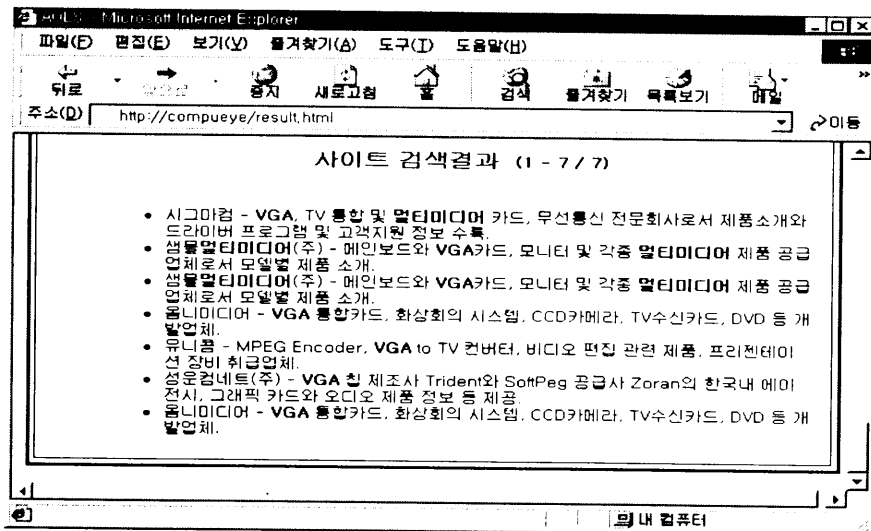 AOLS - Microsoft Internet Explorer
파일(F) 편집(E) 보기(V) 즐겨찾기(A) 도구(T) 도움말(H)
뒤로 중지 새로고침 홈 검색 즐겨찾기 목록보기 메일 »
주소(D) http://compueye/result.html 이동
사이트 검색결과 (1 - 7 / 7)
• 시그마컴 - VGA, TV 통합 및 멀티미디어 카드, 무선통신 전문회사로서 제품소개와
드라이버 프로그램 및 고객지원 정보 수록.
• 샘물멀티미디어(주) - 메인보드와 VGA카드, 모니터 및 각종 멀티미디어 제품 공급
업체로서 모델별 제품 소개.
• 샘물멀티미디어(주) - 메인보드와 VGA카드, 모니터 및 각종 멀티미디어 제품 공급
업체로서 모델별 제품 소개.
• 옴니미디어 - VGA 통합카드, 화상회의 시스템, CCD카메라, TV수신카드, DVD 등 개
발업체.
• 유니콤 - MPEG Encoder, VGA to TV 컨버터, 비디오 편집 관련 제품, 프리젠테이
션 장비 취급업체.
• 성운컴네트(주) - VGA 칩 제조사 Trident와 SoftPeg 공급사 Zoran의 한국내 에이
전시, 그래픽 카드와 오디오 제품 정보 등 제공.
• 옴니미디어 - VGA 통합카드, 화상회의 시스템, CCD카메라, TV수신카드, DVD 등 개
발업체.
내 컴퓨터